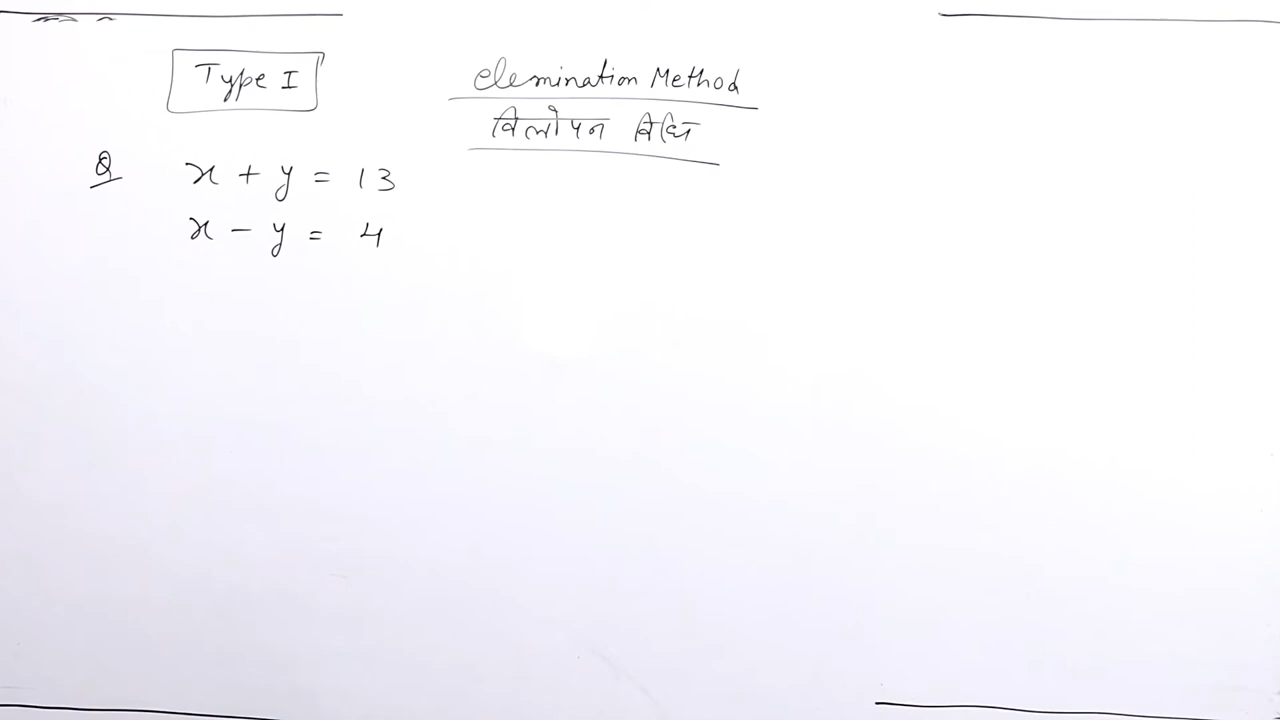 Type I
elemination Method
विलोपन विधि
Q x + y = 13
x - y = 4